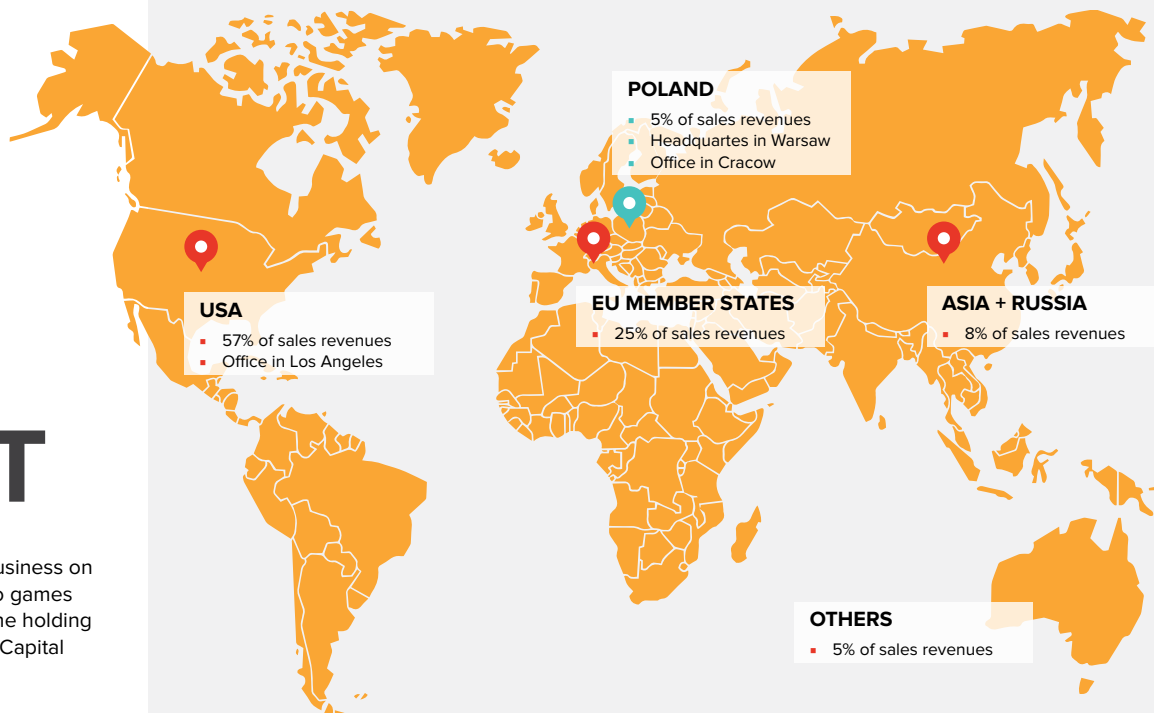 POLAND
5% of sales revenues
Headquartes in Warsaw
Office in Cracow
USA
57% of sales revenues
Office in Los Angeles
EU MEMBER STATES
25% of sales revenues
ASIA + RUSSIA
8% of sales revenues
T
usiness on
games
holding
Capital
OTHERS
5% of sales revenues